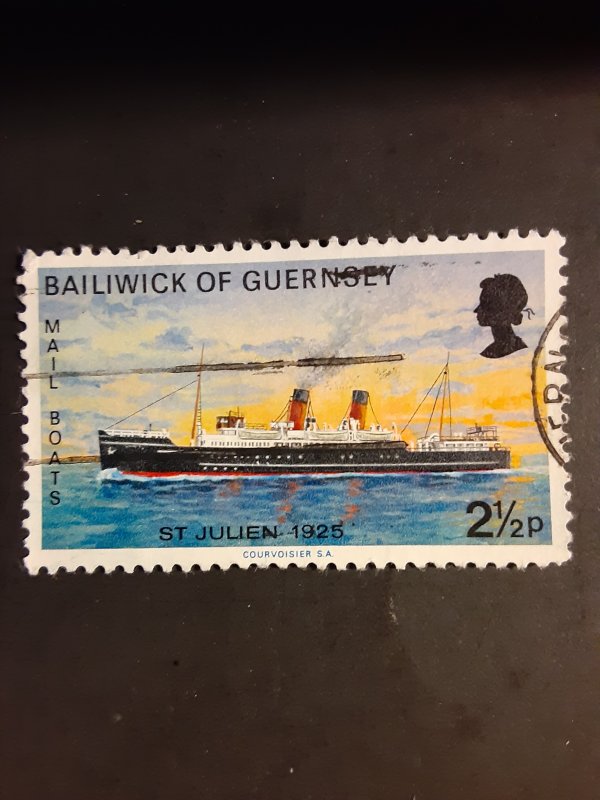 BAILIWICK OF GUERNSEY
MAIL BOATS
ST JULIEN 1925
2½p
COURVOISIER S.A.